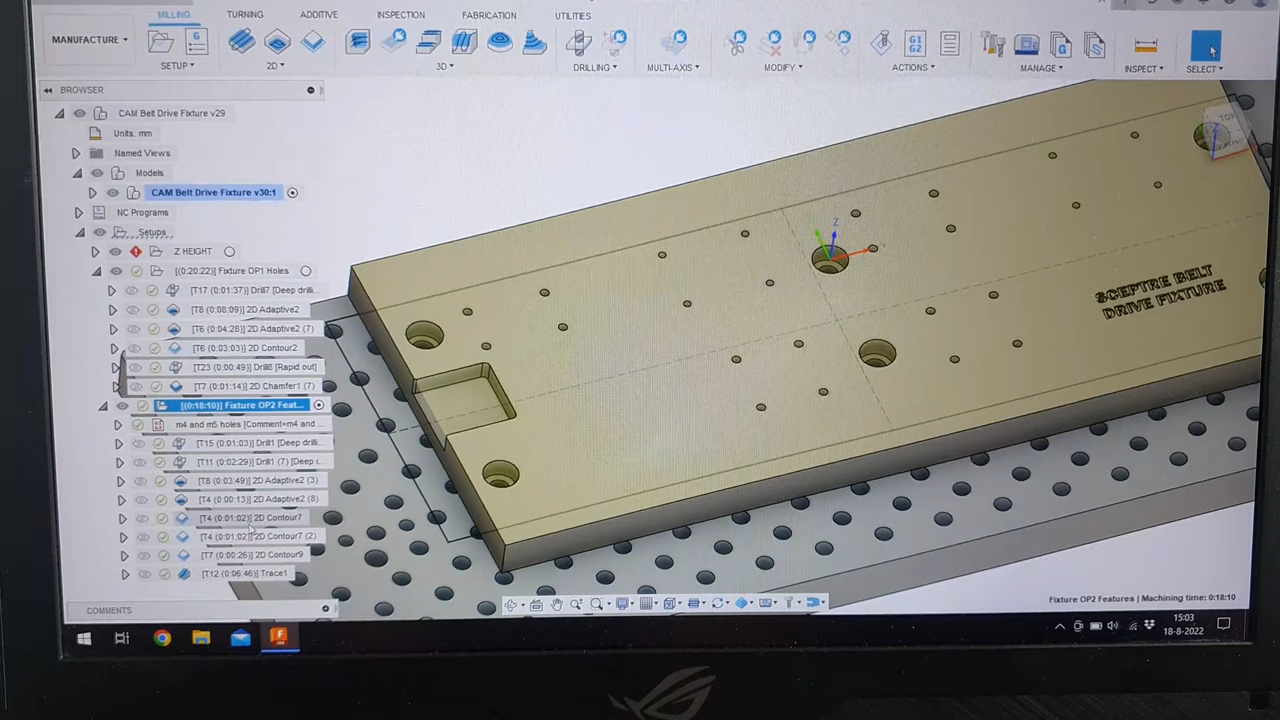 MILLING TURNING ADDITIVE INSPECTION FABRICATION UTILITIES
MANUFACTURE
G
G1
G2
G
SETUP 2D 3D DRILLING MULTI-AXIS MODIFY ACTIONS MANAGE INSPECT SELECT
BROWSER
CAM Belt Drive Fixture v29
Units: mm
Named Views
Models
CAM Belt Drive Fixture v30:1
NC Programs
Setups
Z HEIGHT
[(0:20:22)] Fixture OP1 Holes
[T17 (0:01:37)] Drill7 [Deep drilli...
[T8 (0:08:09)] 2D Adaptive2
[T6 (0:04:28)] 2D Adaptive2 (7)
[T6 (0:03:03)] 2D Contour2
[T23 (0:00:49)] Drill8 [Rapid out]
[T7 (0:01:14)] 2D Chamfer1 (7)
[(0:18:10)] Fixture OP2 Feat...
m4 and m5 holes [Comment=m4 and ...
[T15 (0:01:03)] Drill1 [Deep drilli...
[T11 (0:02:29)] Drill1 (7) [Deep d...
[T8 (0:03:49)] 2D Adaptive2 (3)
[T4 (0:00:13)] 2D Adaptive2 (8)
[T4 (0:01:02)] 2D Contour7
[T4 (0:01:02)] 2D Contour7 (2)
[T7 (0:00:26)] 2D Contour9
[T12 (0:06:46)] Trace1
COMMENTS
TOP
Z
Z
SCEPTRE BELT
DRIVE FIXTURE
Fixture OP2 Features | Machining time: 0:18:10
15:03
18-8-2022